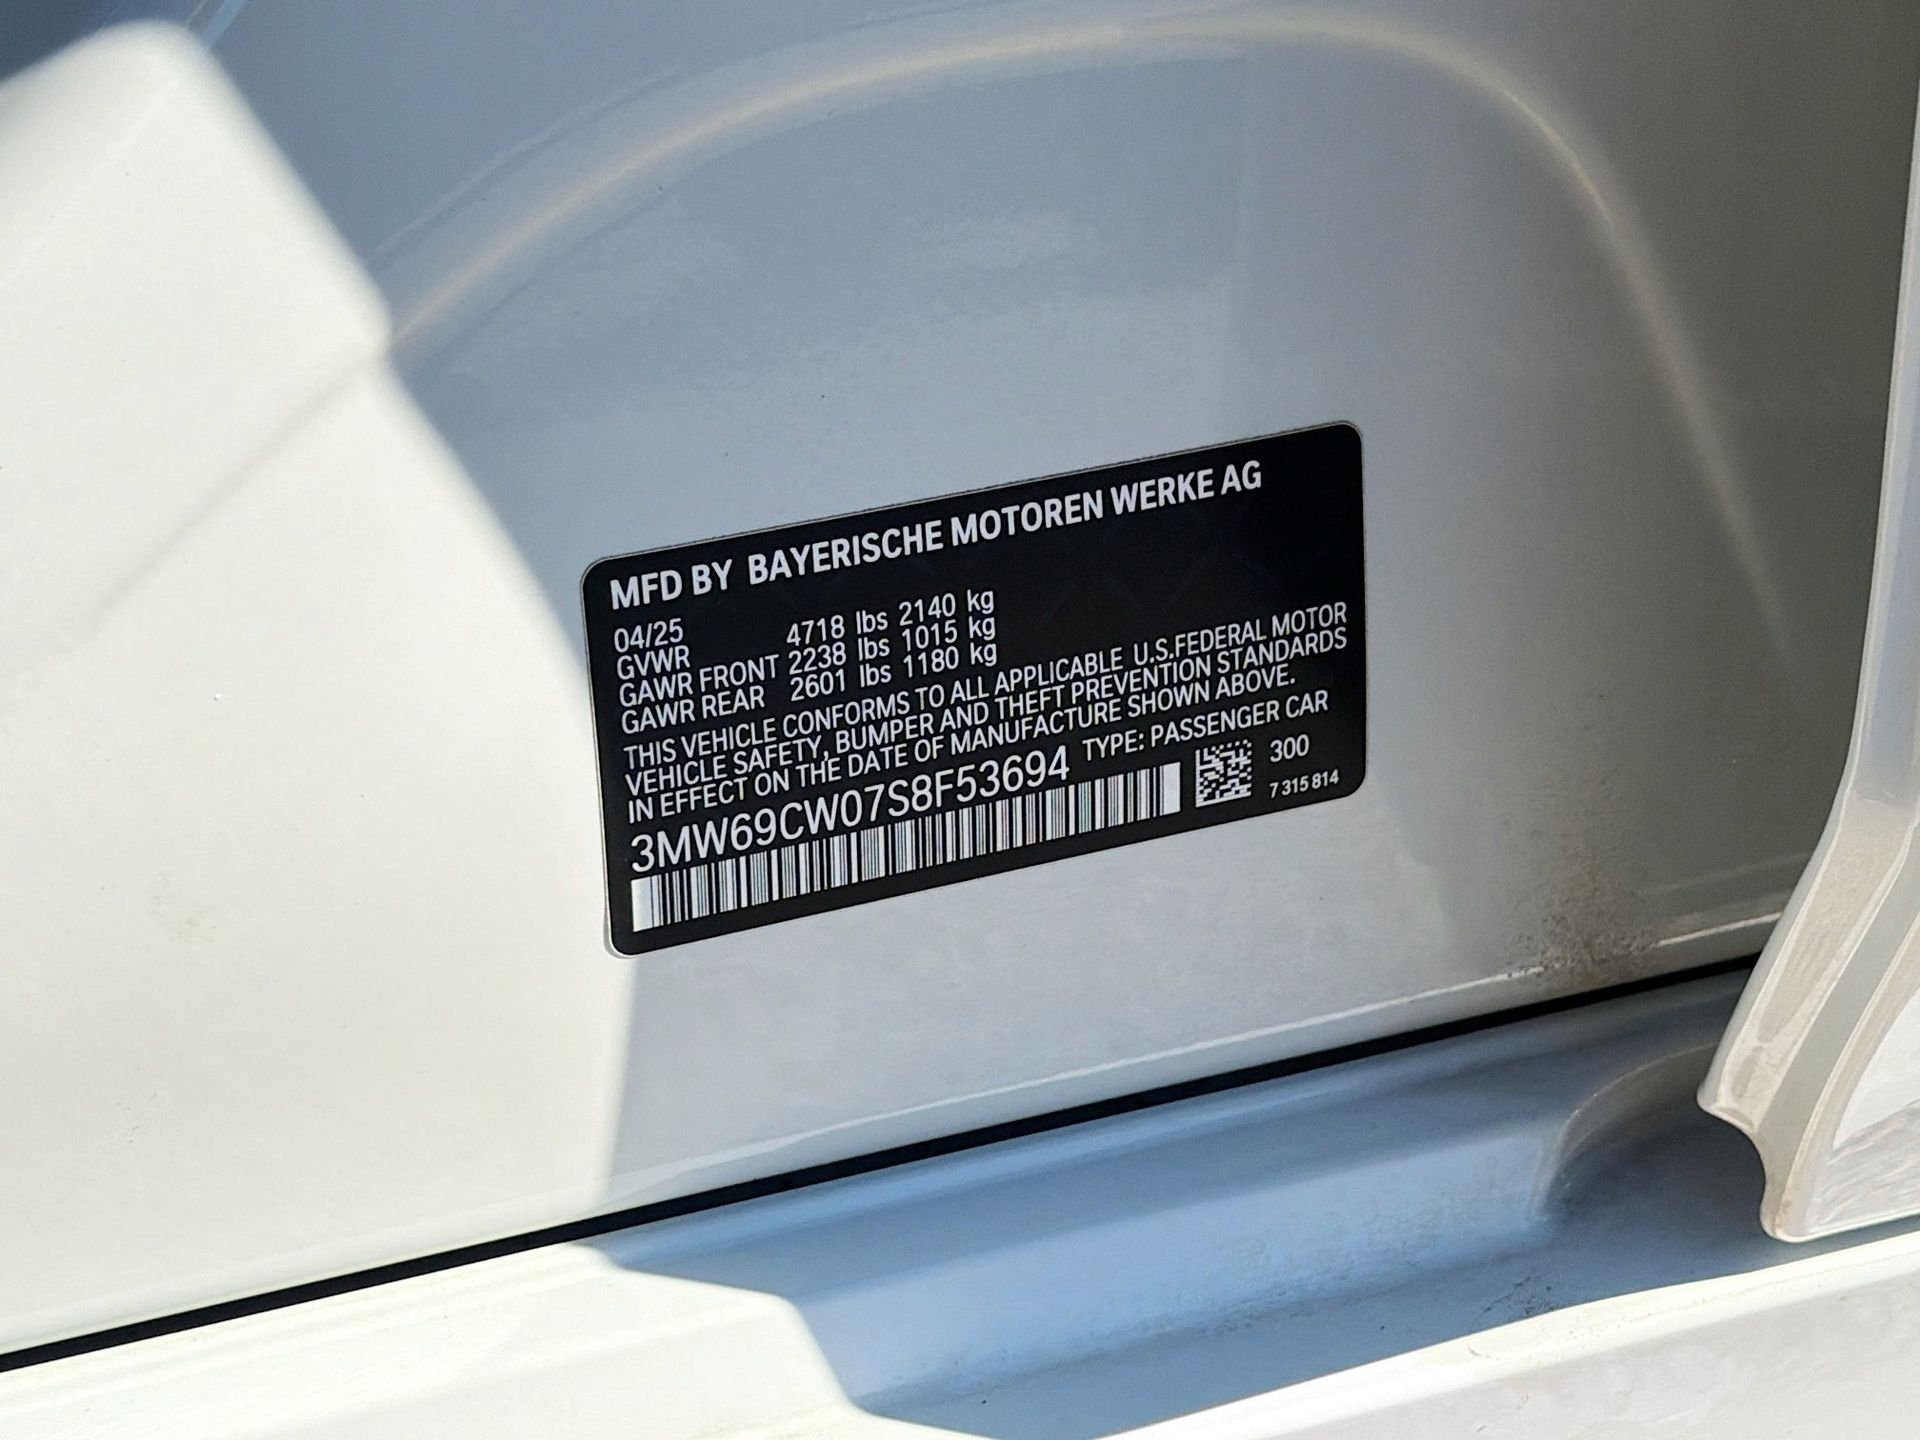 MFD BY BAYERISCHE MOTOREN WERKE AG
04/25
GVWR 4718 lbs 2140 kg
GAWR FRONT 2238 lbs 1015 kg
GAWR REAR 2601 lbs 1180 kg
THIS VEHICLE CONFORMS TO ALL APPLICABLE U.S.FEDERAL MOTOR
VEHICLE SAFETY, BUMPER AND THEFT PREVENTION STANDARDS
IN EFFECT ON THE DATE OF MANUFACTURE SHOWN ABOVE.
3MW69CW07S8F53694 TYPE: PASSENGER CAR
300
7 315 814